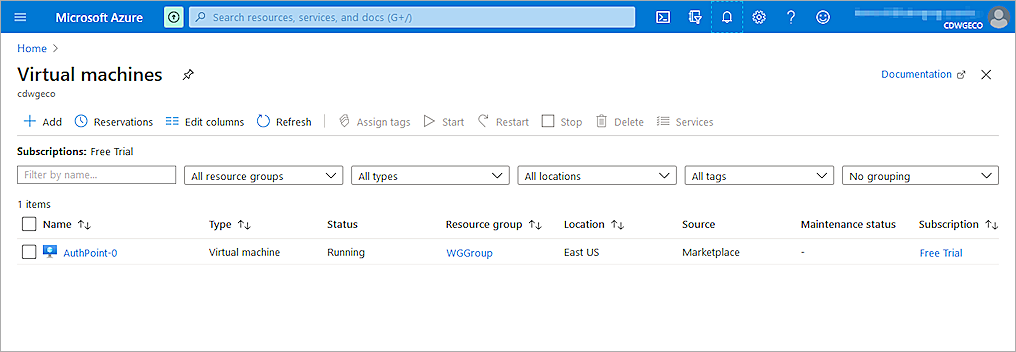 Microsoft Azure Search resources, services, and docs (G+/)
CDWGECO
Home >
Virtual machines Documentation
cdwgeco
+ Add Reservations Edit columns Refresh Assign tags Start Restart Stop Delete Services
Subscriptions: Free Trial
Filter by name... All resource groups All types All locations All tags No grouping
1 items
Name ↑↓ Type ↑↓ Status Resource group ↑↓ Location ↑↓ Source Maintenance status Subscription ↑↓
AuthPoint-0 Virtual machine Running WGGroup East US Marketplace - Free Trial